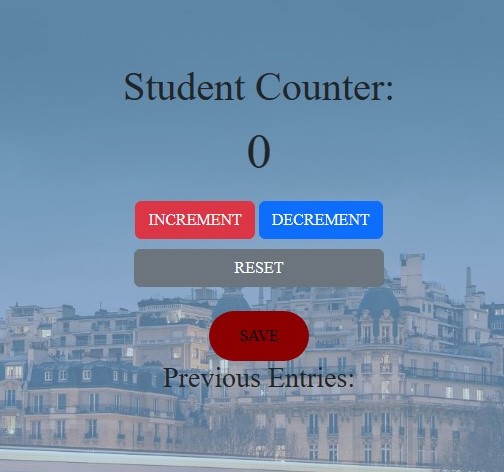 Student Counter:
0
INCREMENT DECREMENT
RESET
SAVE
Previous Entries: